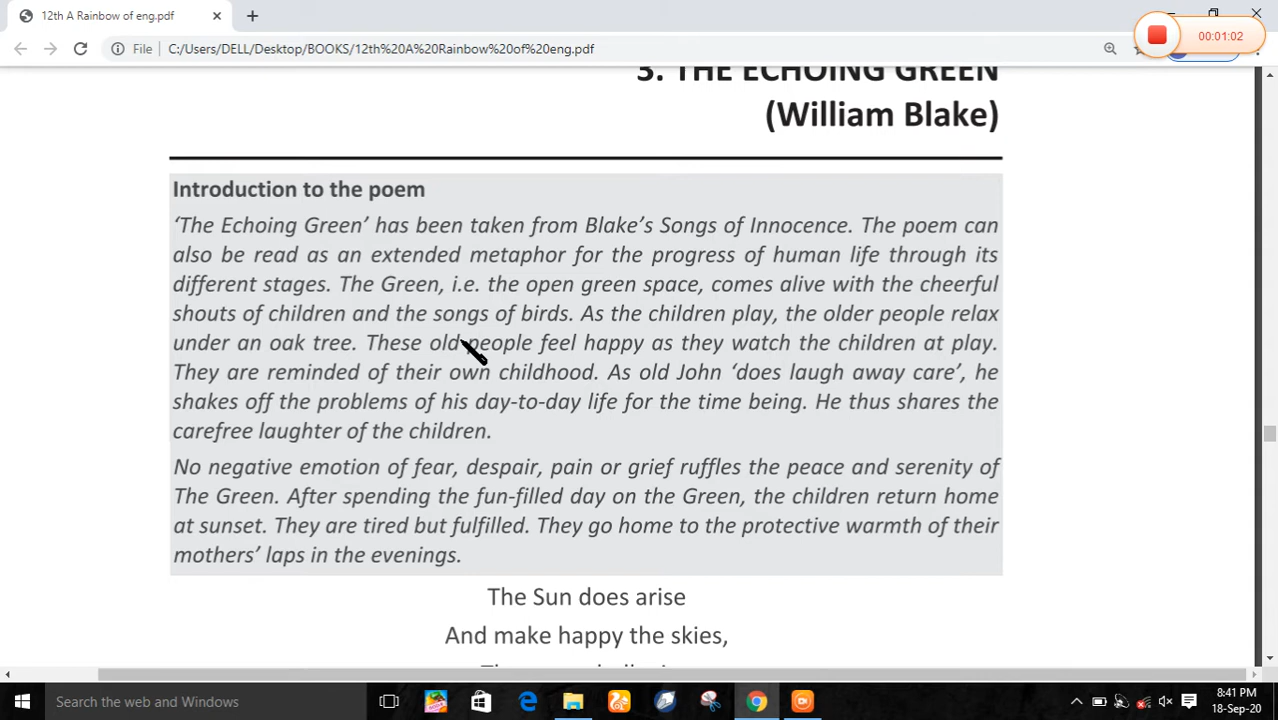 12th A Rainbow of eng.pdf
File
C:/Users/DELL/Desktop/BOOKS/12th%20A%20Rainbow%20of%20eng.pdf
00:01:02
3. THE ECHOING GREEN
(William Blake)
Introduction to the poem
‘The Echoing Green’ has been taken from Blake’s Songs of Innocence. The poem can
also be read as an extended metaphor for the progress of human life through its
different stages. The Green, i.e. the open green space, comes alive with the cheerful
shouts of children and the songs of birds. As the children play, the older people relax
under an oak tree. These old people feel happy as they watch the children at play.
They are reminded of their own childhood. As old John ‘does laugh away care’, he
shakes off the problems of his day-to-day life for the time being. He thus shares the
carefree laughter of the children.
No negative emotion of fear, despair, pain or grief ruffles the peace and serenity of
The Green. After spending the fun-filled day on the Green, the children return home
at sunset. They are tired but fulfilled. They go home to the protective warmth of their
mothers’ laps in the evenings.
The Sun does arise
And make happy the skies,
Search the web and Windows
8:41 PM
18-Sep-20